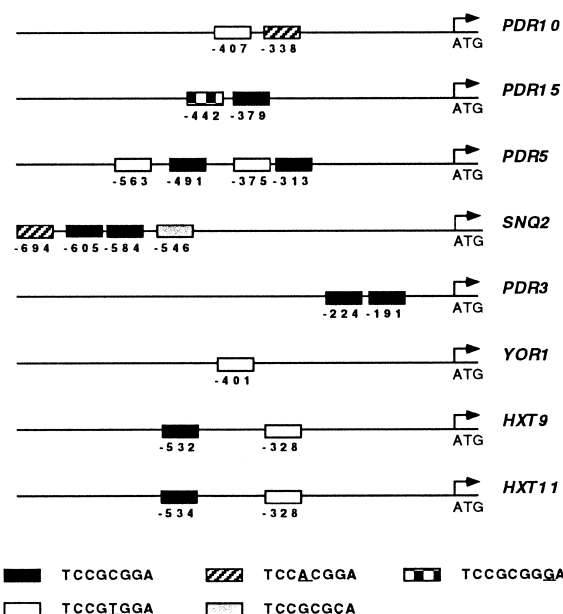 PDR10
-407 -338 ATG
PDR15
-442 -379 ATG
PDR5
-563 -491 -375 -313 ATG
SNQ2
-694 -605 -584 -546 ATG
PDR3
-224 -191 ATG
YOR1
-401 ATG
HXT9
-532 -328 ATG
HXT11
-534 -328 ATG
TCCGCGGA TCCACGGA TCCGCGGGA
TCCGTGGA TCCGCGCA